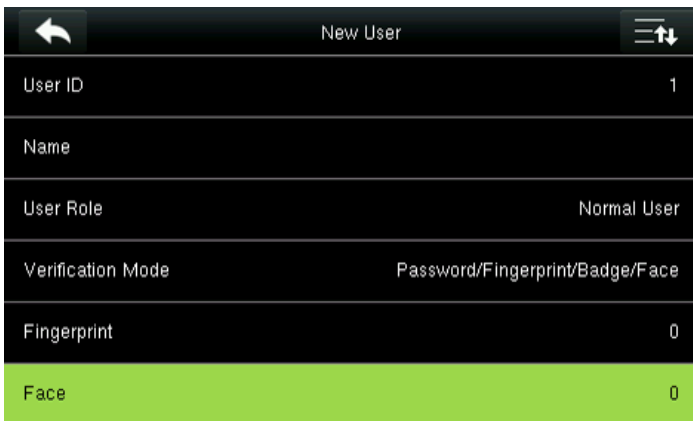 New User
User ID 1
Name
User Role Normal User
Verification Mode Password/Fingerprint/Badge/Face
Fingerprint 0
Face 0